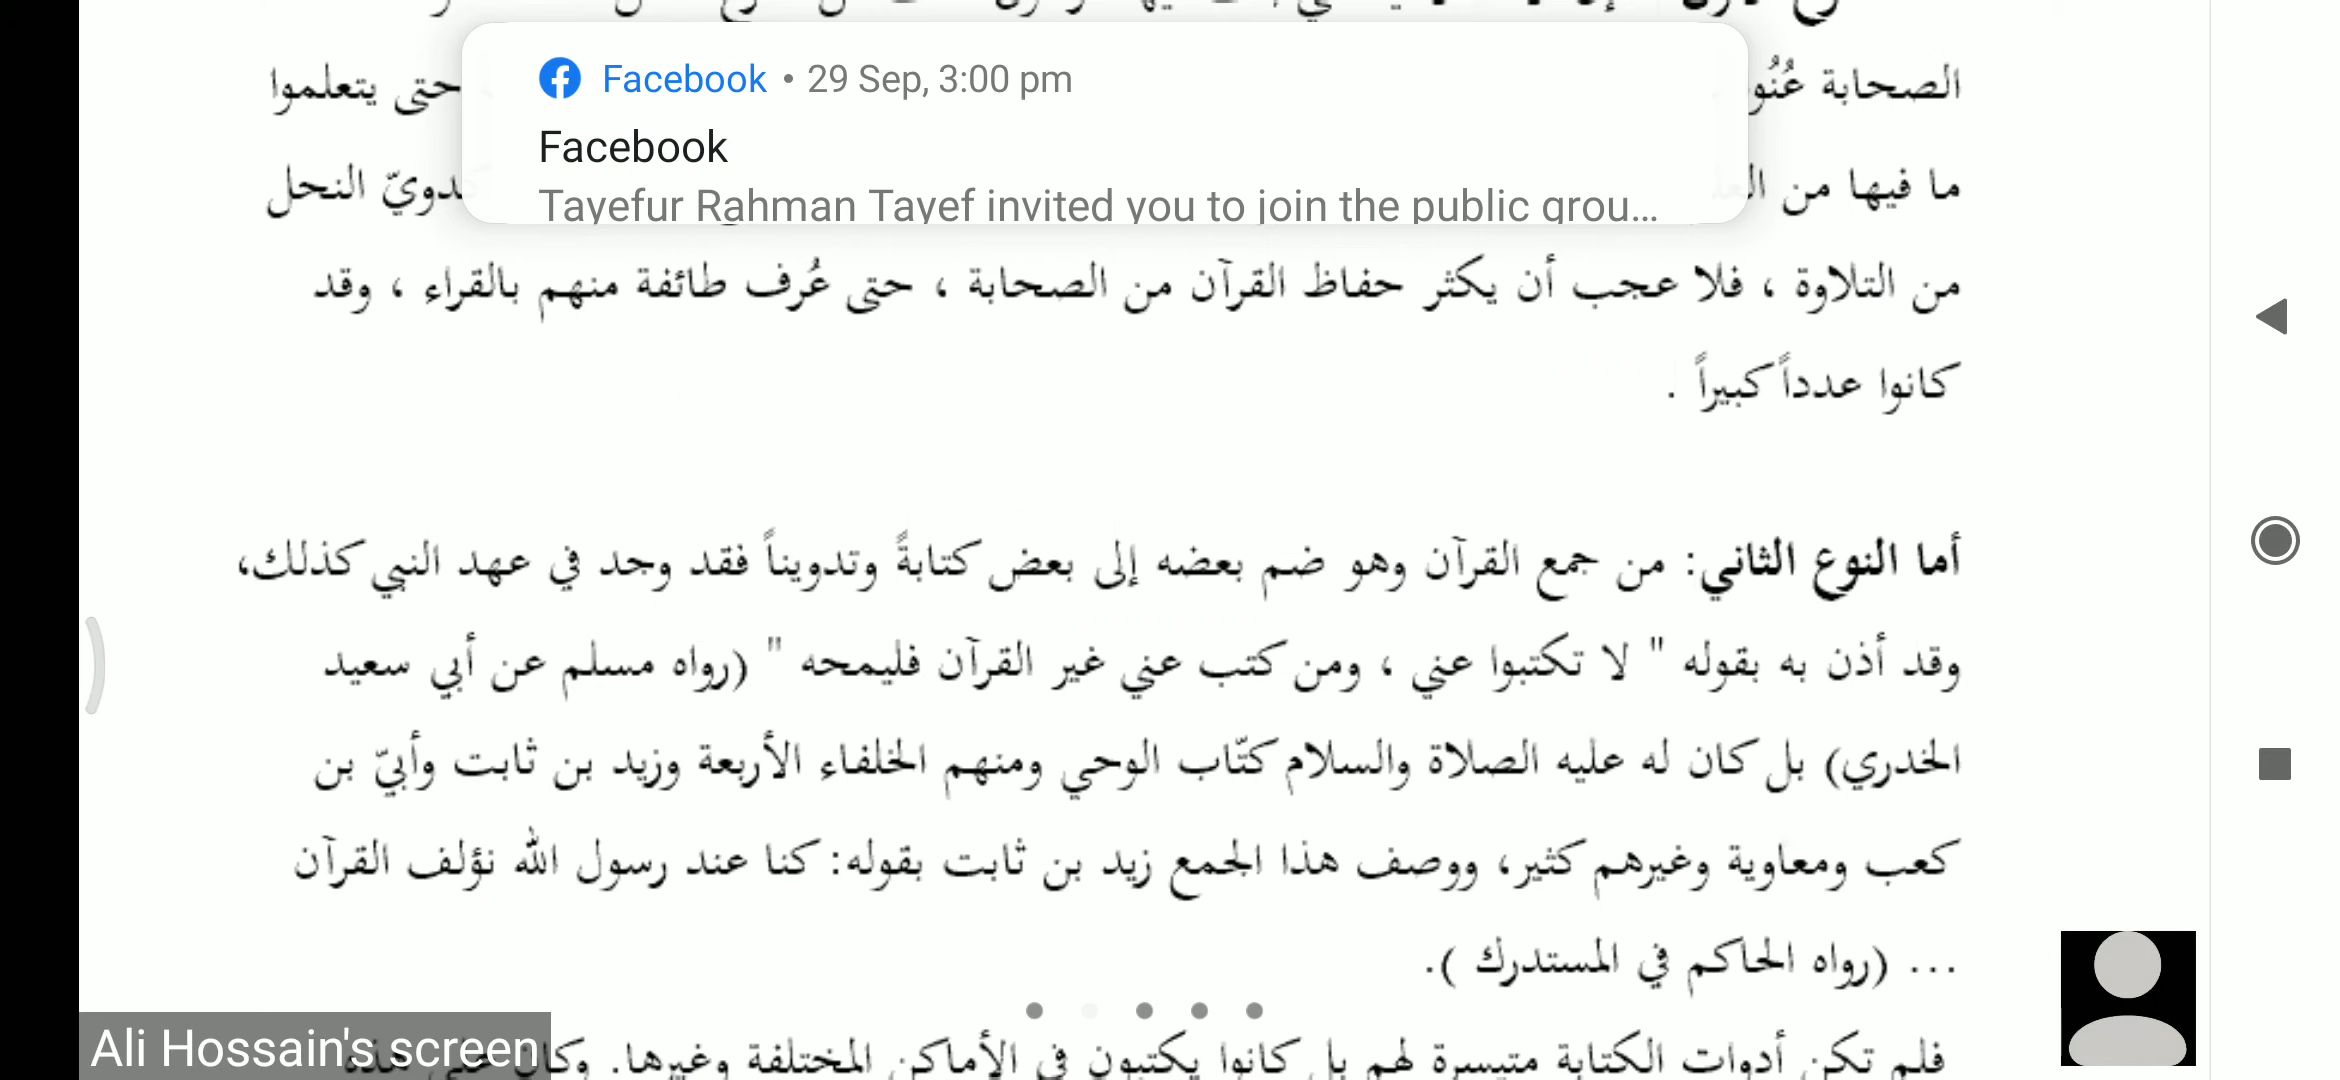 Facebook • 29 Sep, 3:00 pm
Facebook
Tayefur Rahman Tayef invited you to join the public grou...
الصحابة عُنُو حتى يتعلموا
ما فيها من كدويّ النحل
من التلاوة ، فلا عجب أن يكثر حفاظ القرآن من الصحابة ، حتى عُرف طائفة منهم بالقراء ، وقد
كانوا عدداً كبيراً .
أما النوع الثاني: من جمع القرآن وهو ضم بعضه إلى بعض كتابةً وتدويناً فقد وجد في عهد النبي كذلك،
وقد أذن به بقوله " لا تكتبوا عني ، ومن كتب عني غير القرآن فليمحه " (رواه مسلم عن أبي سعيد
الخدري) بل كان له عليه الصلاة والسلام كتّاب الوحي ومنهم الخلفاء الأربعة وزيد بن ثابت وأبيّ بن
كعب ومعاوية وغيرهم كثير، ووصف هذا الجمع زيد بن ثابت بقوله: كنا عند رسول الله نؤلف القرآن
... (رواه الحاكم في المستدرك ).
فلم تكن أدوات الكتابة متيسرة لهم بل كانوا يكتبون في الأماكن المختلفة وغيرها. وكان
Ali Hossain's screen